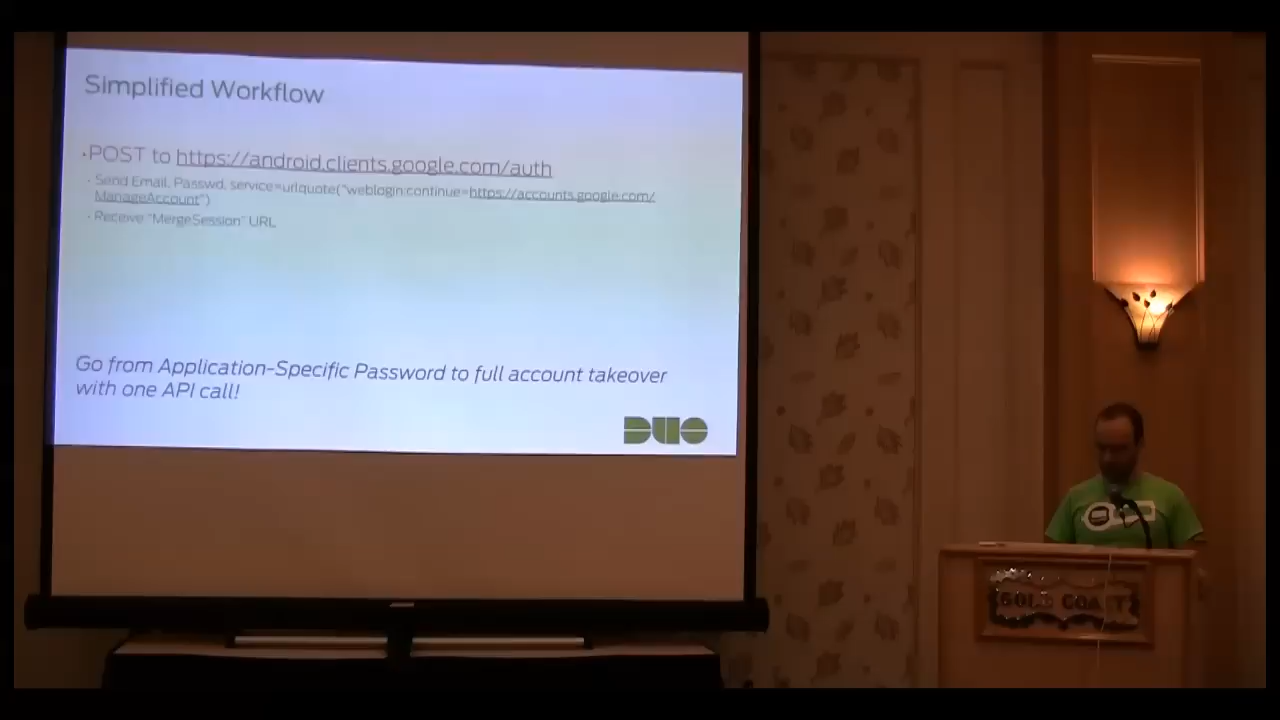 Simplified Workflow
•POST to https://android.clients.google.com/auth
• Send Email, Passwd, service=urlquote("weblogin:continue=https://accounts.google.com/
ManageAccount")
• Receive "MergeSession" URL
Go from Application-Specific Password to full account takeover
with one API call!
DUO
GOLD COAST